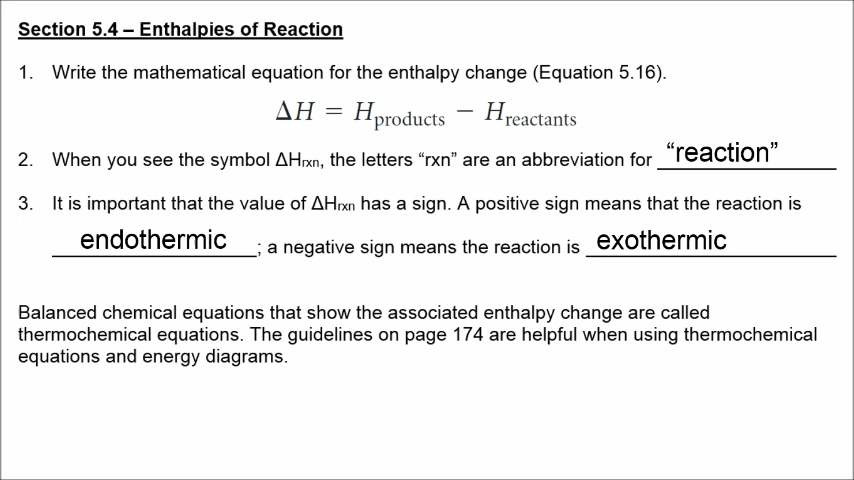 Section 5.4 – Enthalpies of Reaction
1. Write the mathematical equation for the enthalpy change (Equation 5.16).
ΔH = Hproducts − Hreactants
2. When you see the symbol ΔHrxn, the letters “rxn” are an abbreviation for “reaction”
3. It is important that the value of ΔHrxn has a sign. A positive sign means that the reaction is
endothermic; a negative sign means the reaction is exothermic
Balanced chemical equations that show the associated enthalpy change are called
thermochemical equations. The guidelines on page 174 are helpful when using thermochemical
equations and energy diagrams.